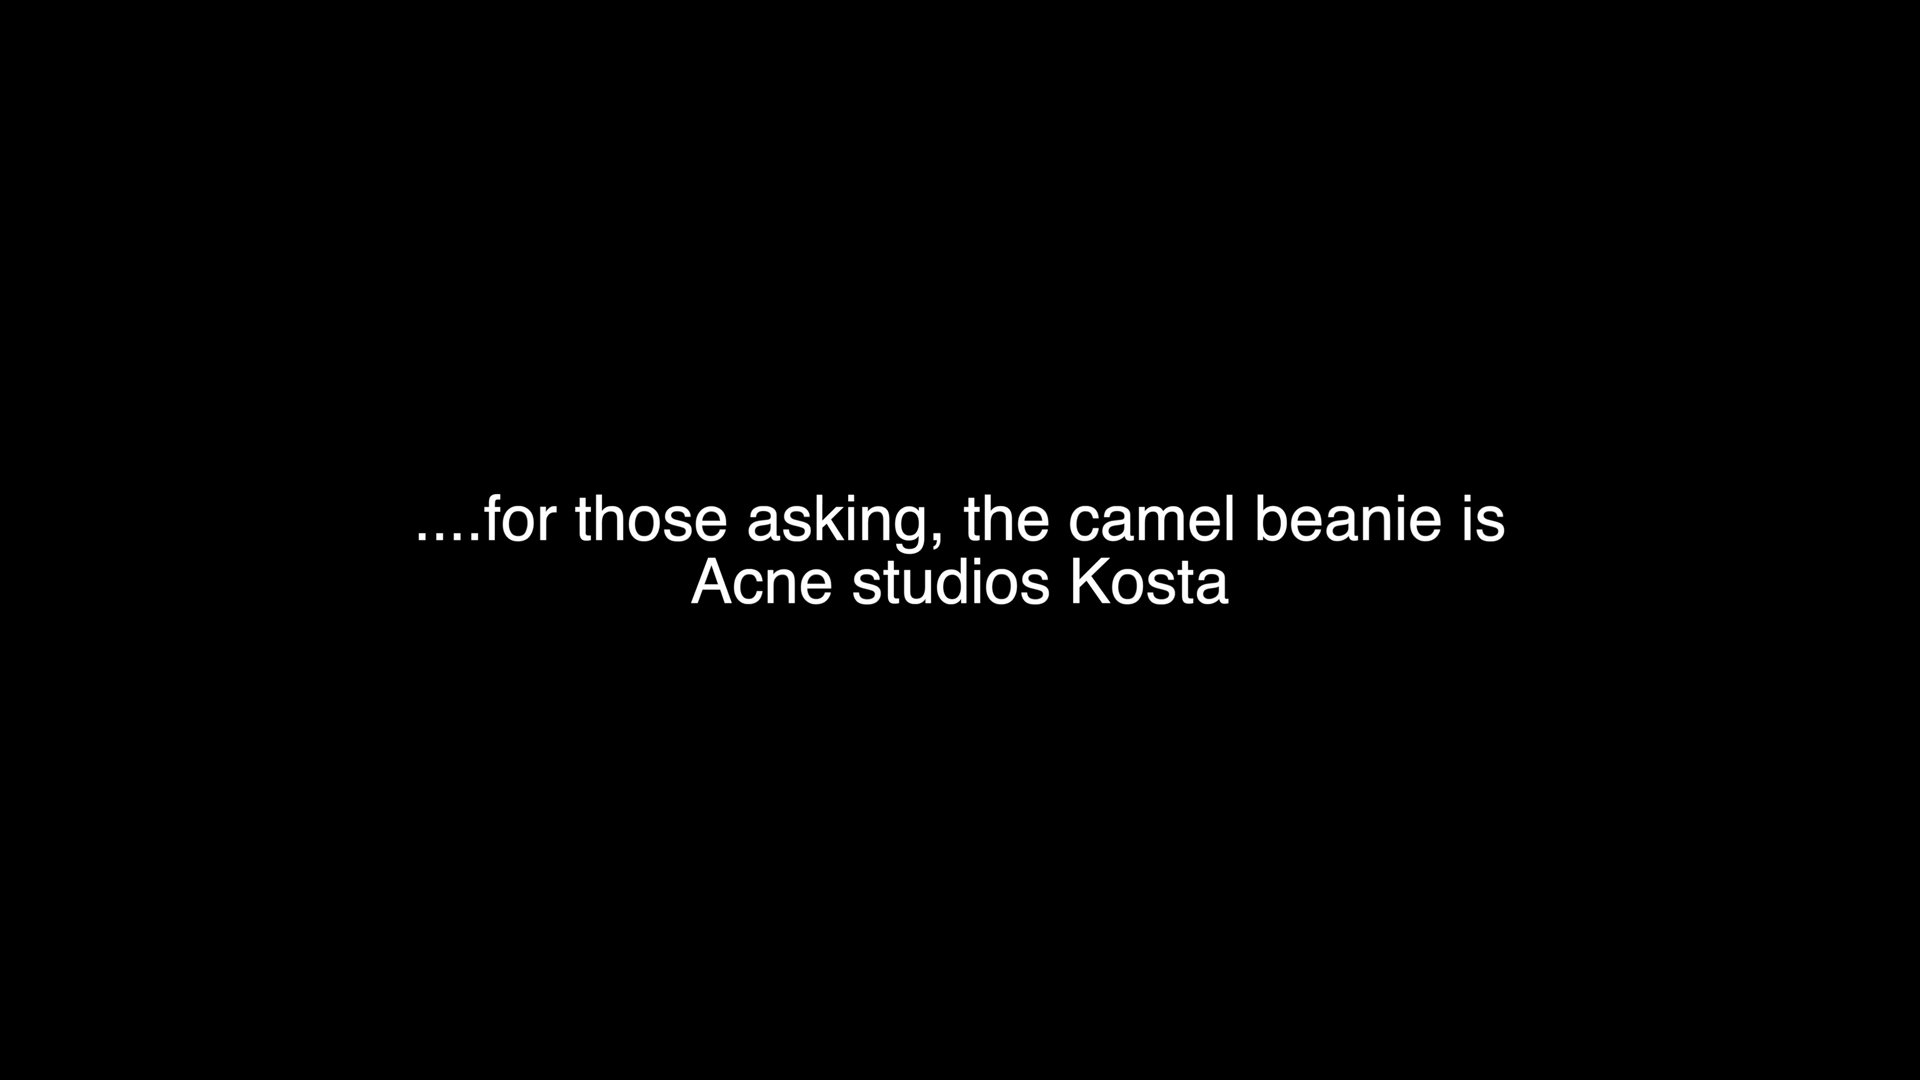 ....for those asking, the camel beanie is
Acne studios Kosta